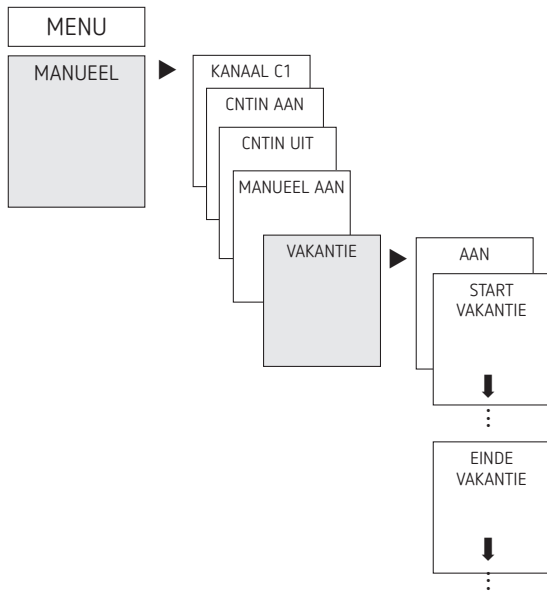 MENU
MANUEEL
KANAAL C1
CNTIN AAN
CNTIN UIT
MANUEEL AAN
VAKANTIE
AAN
START
VAKANTIE
EINDE
VAKANTIE